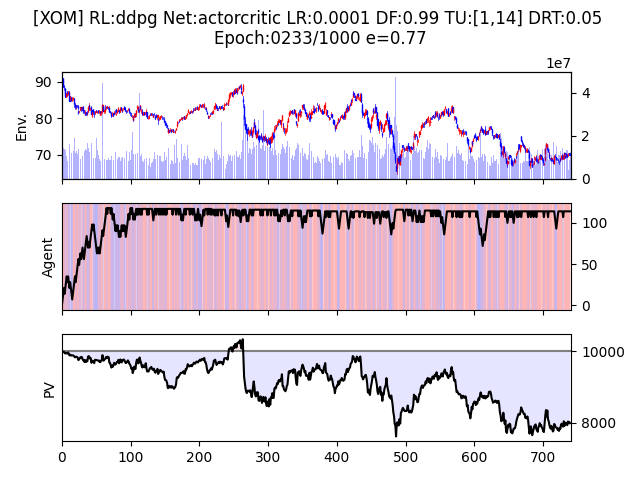 [XOM] RL:ddpg Net:actorcritic LR:0.0001 DF:0.99 TU:[1,14] DRT:0.05
Epoch:0233/1000 e=0.77
1e7
Env.
90
80
70
4
2
0
Agent
100
50
0
PV
10000
8000
0 100 200 300 400 500 600 700